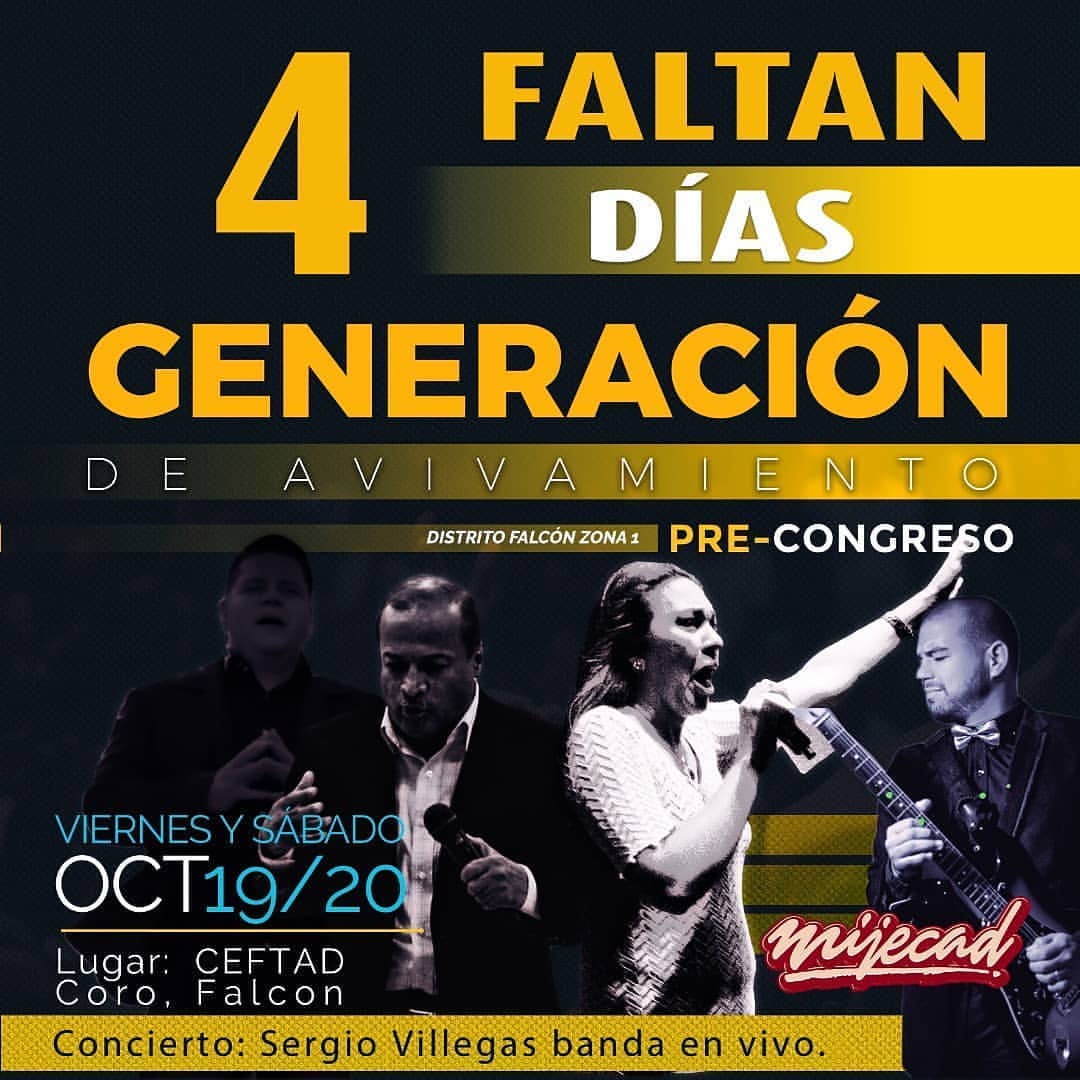 4 FALTAN
DÍAS
GENERACIÓN
DE AVIVAMIENTO
DISTRITO FALCÓN ZONA 1 PRE-CONGRESO
VIERNES Y SÁBADO
OCT19/20
Lugar: CEFTAD
Coro, Falcon
mijecad
Concierto: Sergio Villegas banda en vivo.